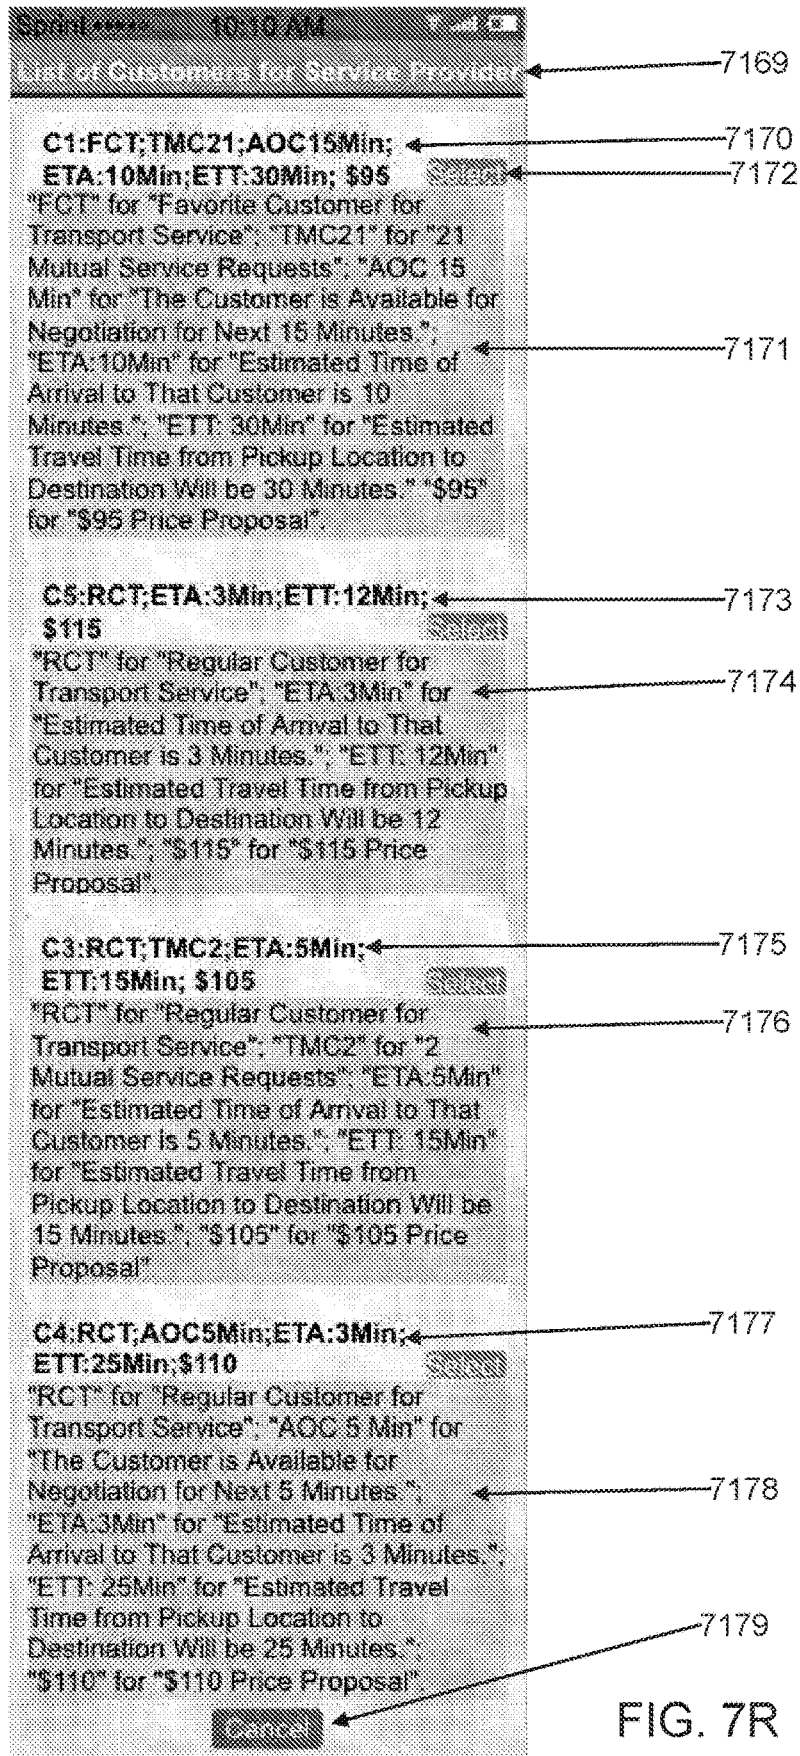 Sprint 10:10 AM
List of Customers for Service Provider
7169
C1:FCT;TMC21;AOC15Min;
7170
ETA:10Min;ETT:30Min; $95
Select
7172
"FCT" for "Favorite Customer for
Transport Service"; "TMC21" for "21
Mutual Service Requests"; "AOC 15
Min" for "The Customer is Available for
Negotiation for Next 15 Minutes.";
7171
"ETA:10Min" for "Estimated Time of
Arrival to That Customer is 10
Minutes."; "ETT: 30Min" for "Estimated
Travel Time from Pickup Location to
Destination Will be 30 Minutes." "$95"
for "$95 Price Proposal".
C5:RCT;ETA:3Min;ETT:12Min;
7173
$115
Select
"RCT" for "Regular Customer for
Transport Service"; "ETA:3Min" for
7174
"Estimated Time of Arrival to That
Customer is 3 Minutes."; "ETT: 12Min"
for "Estimated Travel Time from Pickup
Location to Destination Will be 12
Minutes."; "$115" for "$115 Price
Proposal".
C3:RCT;TMC2;ETA:5Min;
7175
ETT:15Min; $105
Select
"RCT" for "Regular Customer for
7176
Transport Service"; "TMC2" for "2
Mutual Service Requests"; "ETA:5Min"
for "Estimated Time of Arrival to That
Customer is 5 Minutes."; "ETT: 15Min"
for "Estimated Travel Time from
Pickup Location to Destination Will be
15 Minutes."; "$105" for "$105 Price
Proposal"
C4:RCT;AOC5Min;ETA:3Min;
7177
ETT:25Min;$110
Select
"RCT" for "Regular Customer for
Transport Service"; "AOC 5 Min" for
"The Customer is Available for
Negotiation for Next 5 Minutes.";
7178
"ETA:3Min" for "Estimated Time of
Arrival to That Customer is 3 Minutes.";
"ETT: 25Min" for "Estimated Travel
Time from Pickup Location to
Destination Will be 25 Minutes.";
"$110" for "$110 Price Proposal".
7179
Cancel
FIG. 7R